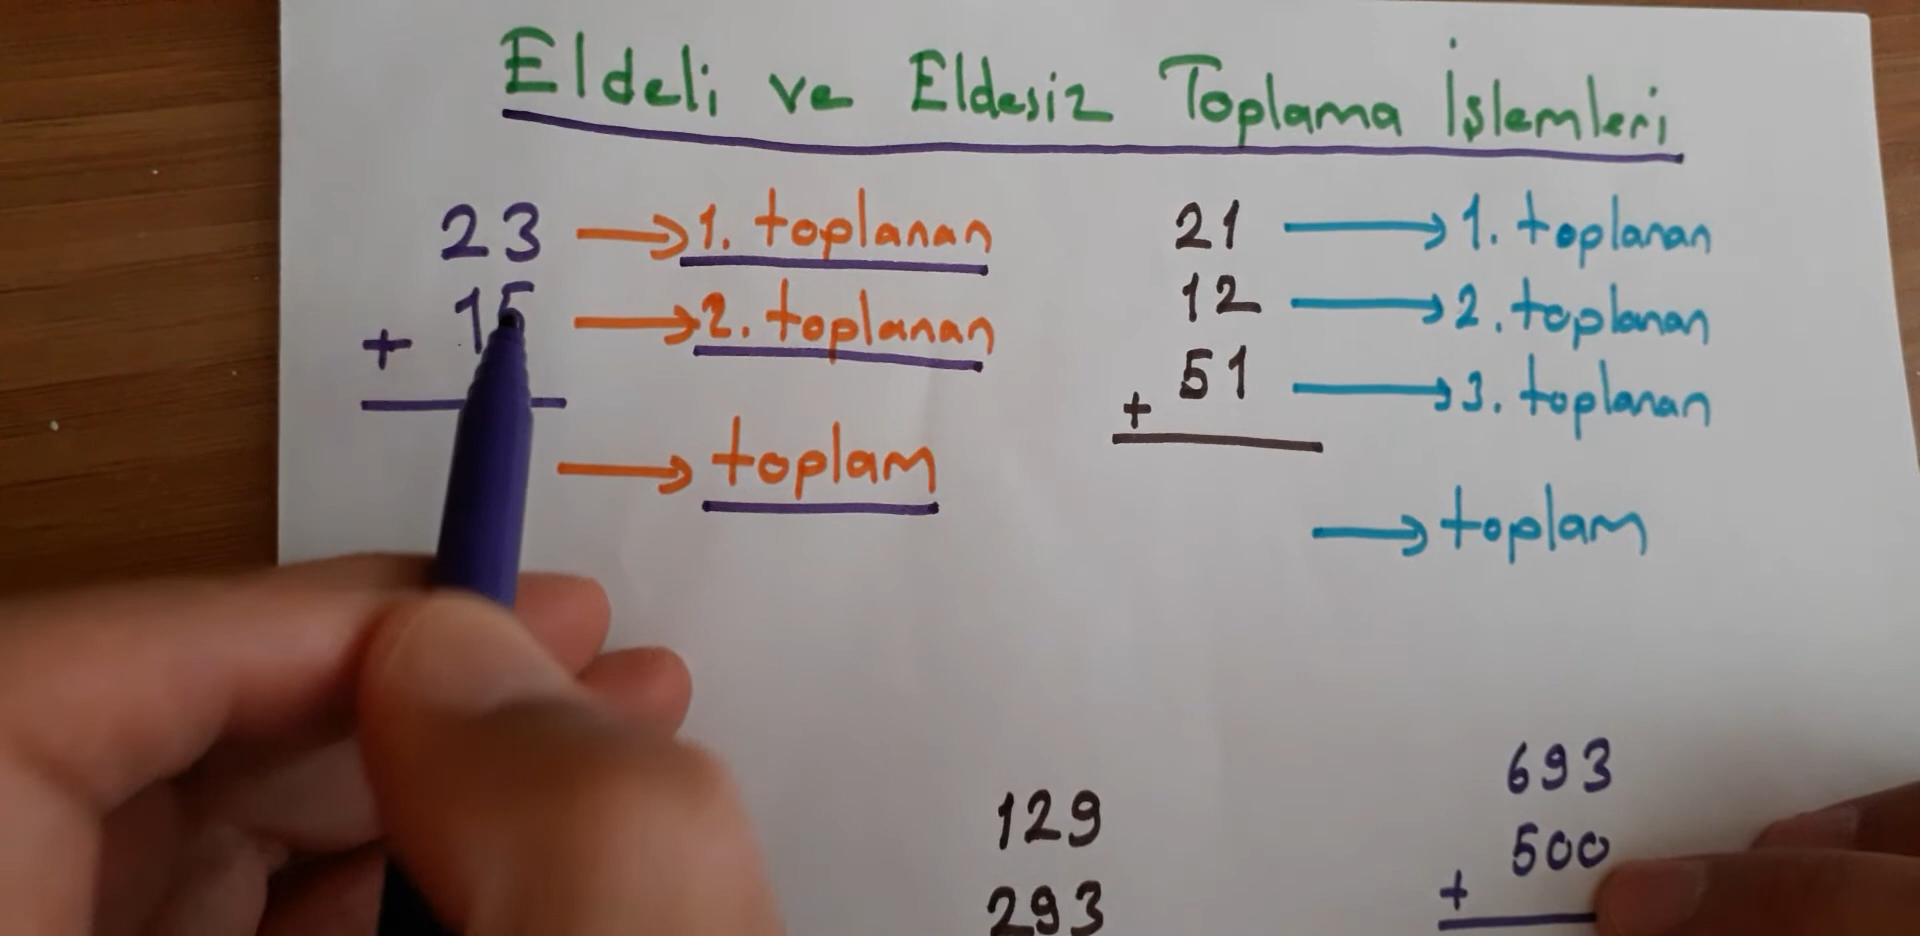 Eldeli ve Eldesiz Toplama İşlemleri
23 → 1. toplanan
+ 15 → 2. toplanan
→ toplam
21 → 1. toplanan
12 → 2. toplanan
+ 51 → 3. toplanan
→ toplam
129
293
693
+ 500